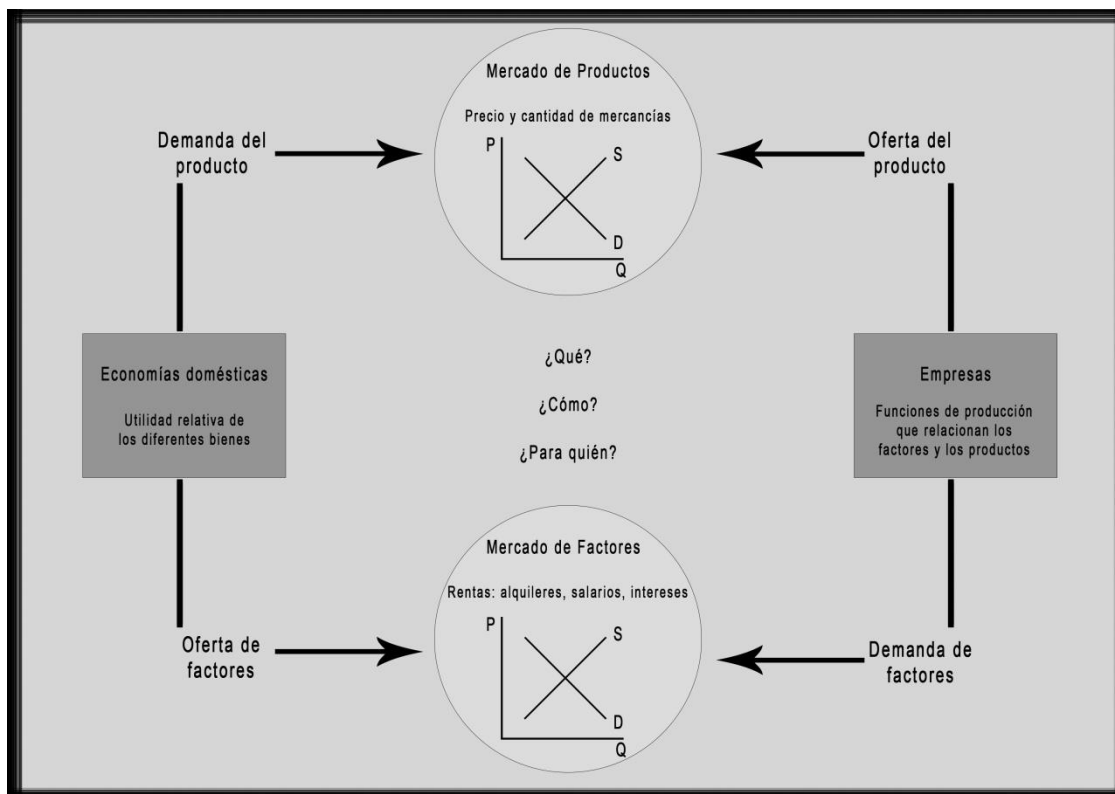 Mercado de Productos
Precio y cantidad de mercancías
P
S
D
Q
Demanda del
producto
Oferta del
producto
Economías domésticas
Utilidad relativa de
los diferentes bienes
¿Qué?
¿Cómo?
¿Para quién?
Empresas
Funciones de producción
que relacionan los
factores y los productos
Mercado de Factores
Rentas: alquileres, salarios, intereses
P
S
D
Q
Oferta de
factores
Demanda de
factores